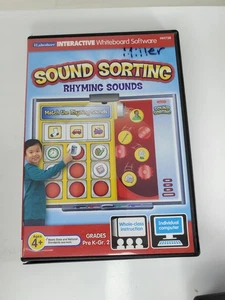 INTERACTIVE Whiteboard Software
Miller
SOUND SORTING
RHYMING SOUNDS
Whole-class
instruction
Individual
computer
Ages
4+
GRADES
Pre K-Gr. 2